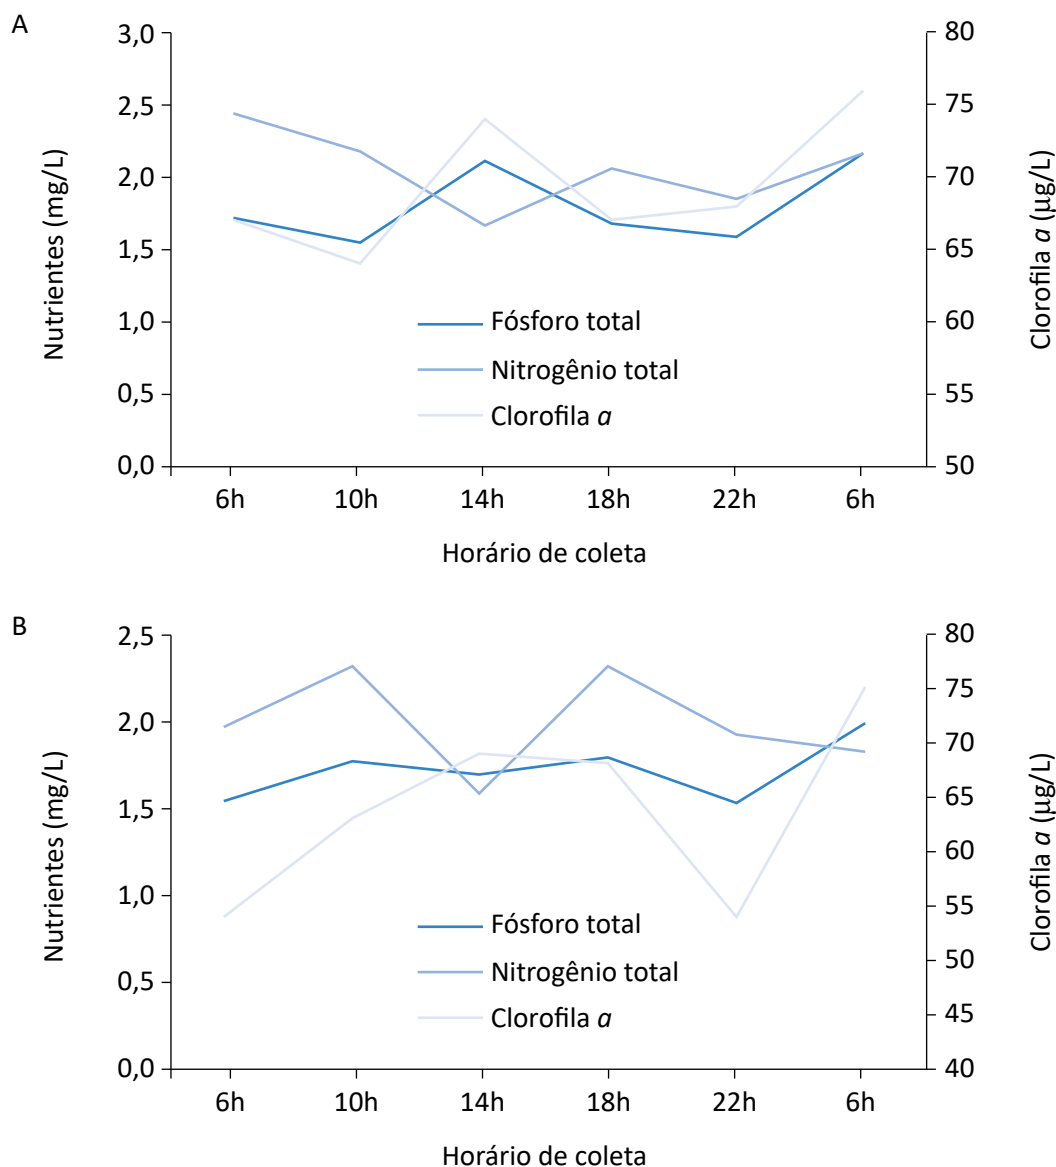 A
3,0
2,5
2,0
1,5
1,0
0,5
0,0
Nutrientes (mg/L)
80
75
70
65
60
55
50
Clorofila a (µg/L)
Fósforo total
Nitrogênio total
Clorofila a
6h 10h 14h 18h 22h 6h
Horário de coleta
B
2,5
2,0
1,5
1,0
0,5
0,0
Nutrientes (mg/L)
80
75
70
65
60
55
50
45
40
Clorofila a (µg/L)
Fósforo total
Nitrogênio total
Clorofila a
6h 10h 14h 18h 22h 6h
Horário de coleta